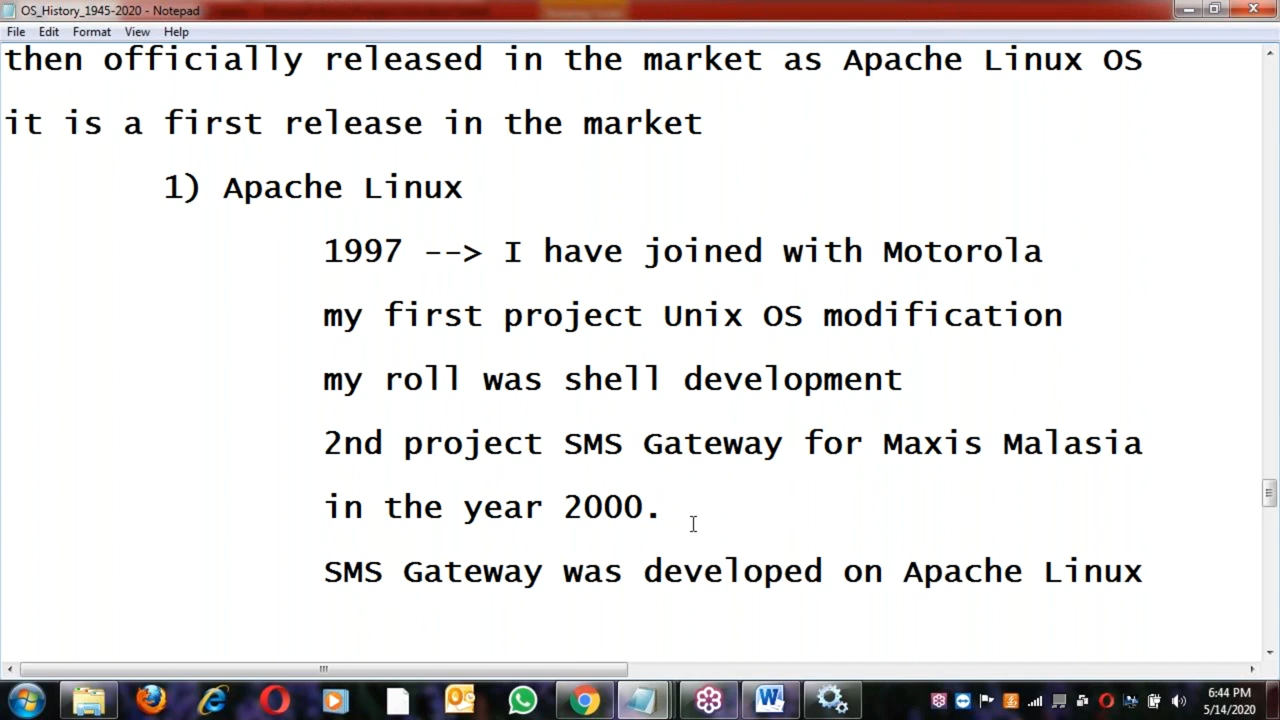 OS_History_1945-2020 - Notepad
File Edit Format View Help
then officially released in the market as Apache Linux OS
it is a first release in the market
1) Apache Linux
1997 --> I have joined with Motorola
my first project Unix OS modification
my roll was shell development
2nd project SMS Gateway for Maxis Malasia
in the year 2000.
SMS Gateway was developed on Apache Linux
6:44 PM
5/14/2020